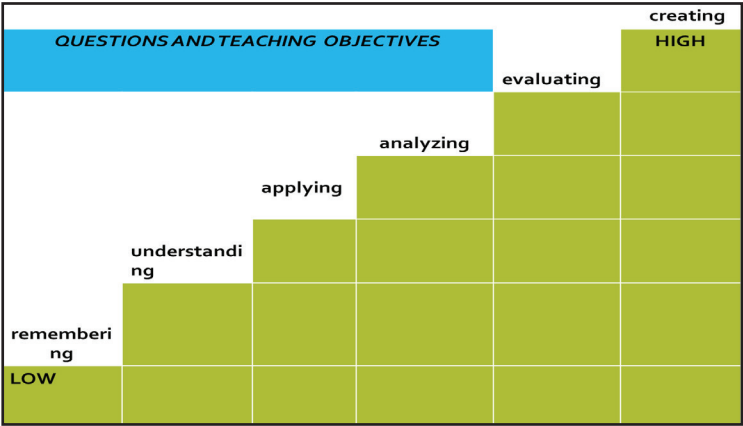 creating
QUESTIONS AND TEACHING OBJECTIVES
HIGH
evaluating
analyzing
applying
understandi
ng
rememberi
ng
LOW